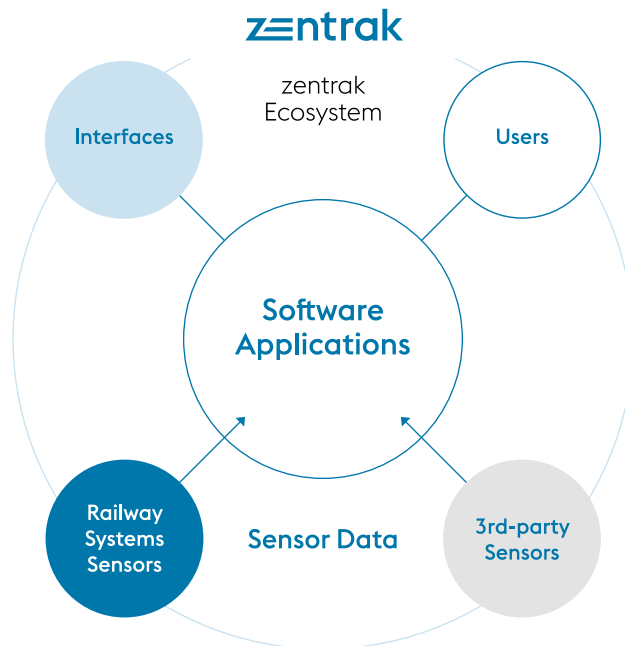 zentrak
zentrak
Ecosystem
Interfaces
Users
Software
Applications
Railway
Systems
Sensors
Sensor Data
3rd-party
Sensors